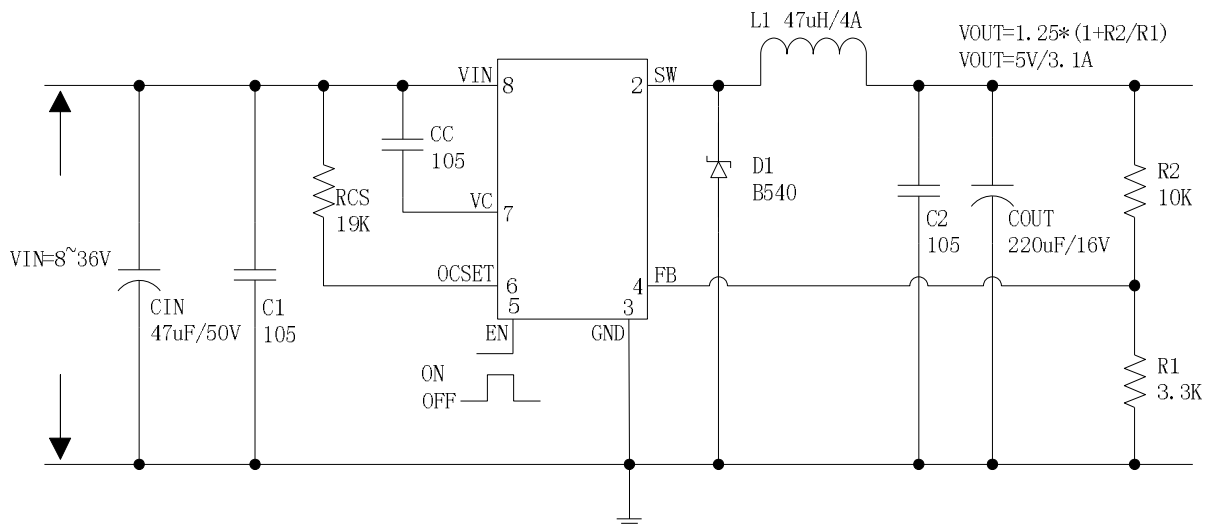 L1 47uH/4A
VOUT=1.25*(1+R2/R1)
VOUT=5V/3.1A
VIN
8
2
SW
CC
105
D1
B540
R2
10K
RCS
19K
VC
7
C2
105
COUT
220uF/16V
VIN=8~36V
OCSET
6
4
FB
5
3
CIN
47uF/50V
C1
105
EN
GND
ON
OFF
R1
3.3K